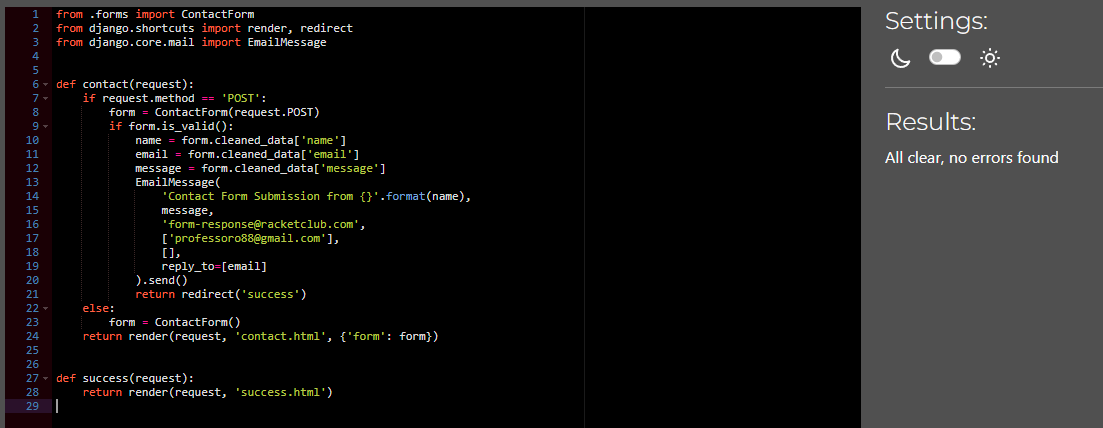 1 from .forms import ContactForm
2 from django.shortcuts import render, redirect
3 from django.core.mail import EmailMessage
4
5
6 def contact(request):
7     if request.method == 'POST':
8         form = ContactForm(request.POST)
9         if form.is_valid():
10             name = form.cleaned_data['name']
11             email = form.cleaned_data['email']
12             message = form.cleaned_data['message']
13             EmailMessage(
14                 'Contact Form Submission from {}'.format(name),
15                 message,
16                 'form-response@racketclub.com',
17                 ['professoro88@gmail.com'],
18                 [],
19                 reply_to=[email]
20             ).send()
21             return redirect('success')
22     else:
23         form = ContactForm()
24     return render(request, 'contact.html', {'form': form})
25
26
27 def success(request):
28     return render(request, 'success.html')
29
Settings:
Results:
All clear, no errors found